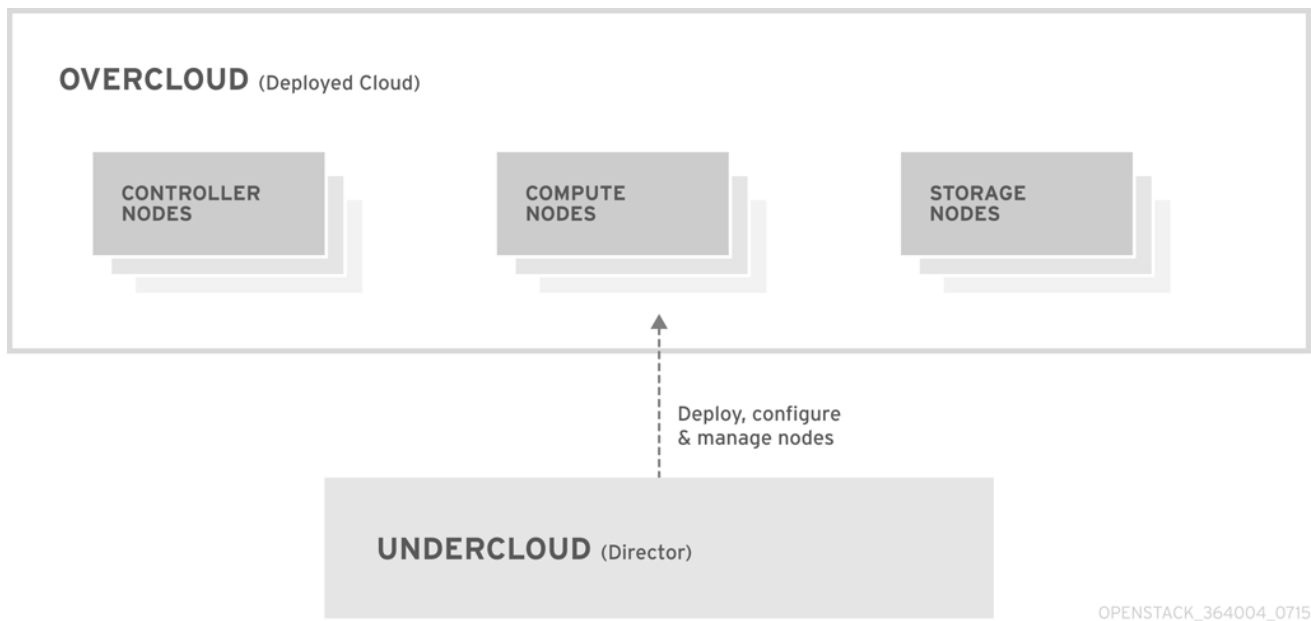 OVERCLOUD (Deployed Cloud)
CONTROLLER
NODES
COMPUTE
NODES
STORAGE
NODES
Deploy, configure
& manage nodes
UNDERCLOUD (Director)
OPENSTACK_364004_0715